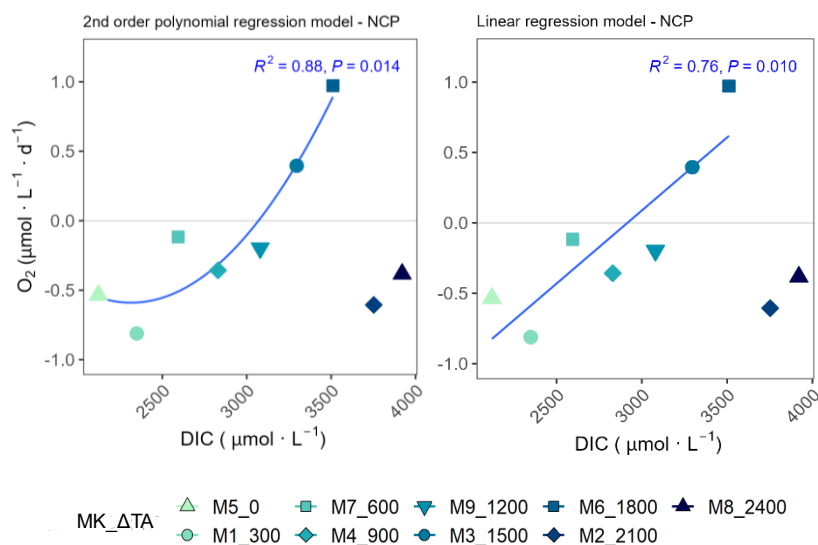 2nd order polynomial regression model - NCP
R² = 0.88, P = 0.014
O₂ (μmol · L⁻¹ · d⁻¹)
1.0
0.5
0.0
-0.5
-1.0
2500
3000
3500
4000
DIC ( μmol · L⁻¹)
Linear regression model - NCP
R² = 0.76, P = 0.010
1.0
0.5
0.0
-0.5
-1.0
2500
3000
3500
4000
DIC ( μmol · L⁻¹)
MK_ΔTA
M5_0
M7_600
M9_1200
M6_1800
M8_2400
M1_300
M4_900
M3_1500
M2_2100